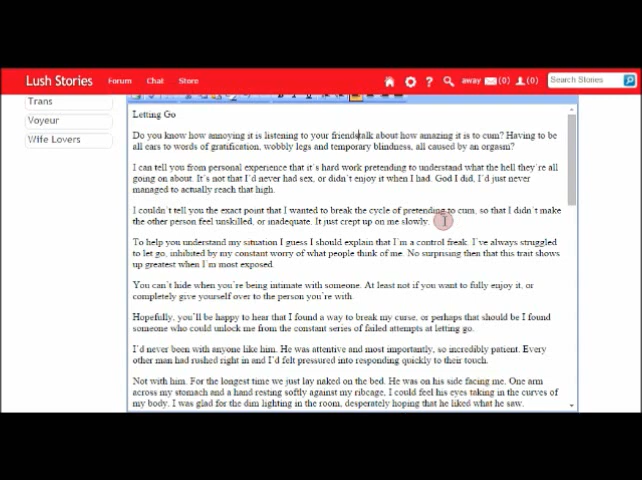 Lush Stories Forum Chat Store away (0) (0) Search Stories
Trans
Voyeur
Wife Lovers
Letting Go
Do you know how annoying it is listening to your friends talk about how amazing it is to cum? Having to be
all ears to words of gratification, wobbly legs and temporary blindness, all caused by an orgasm?
I can tell you from personal experience that it's hard work pretending to understand what the hell they're all
going on about. It's not that I'd never had sex, or didn't enjoy it when I had. God I did, I'd just never
managed to actually reach that high.
I couldn't tell you the exact point that I wanted to break the cycle of pretending to cum, so that I didn't make
the other person feel unskilled, or inadequate. It just crept up on me slowly.
To help you understand my situation I guess I should explain that I'm a control freak. I've always struggled
to let go, inhibited by my constant worry of what people think of me. No surprising then that this trait shows
up greatest when I'm most exposed.
You can't hide when you're being intimate with someone. At least not if you want to fully enjoy it, or
completely give yourself over to the person you're with.
Hopefully, you'll be happy to hear that I found a way to break my curse, or perhaps that should be I found
someone who could unlock me from the constant series of failed attempts at letting go.
I'd never been with anyone like him. He was attentive and most importantly, so incredibly patient. Every
other man had rushed right in and I'd felt pressured into responding quickly to their touch.
Not with him. For the longest time we just lay naked on the bed. He was on his side facing me. One arm
across my stomach and a hand resting softly against my ribcage, I could feel his eyes taking in the curves of
my body. I was glad for the dim lighting in the room, desperately hoping that he liked what he saw.